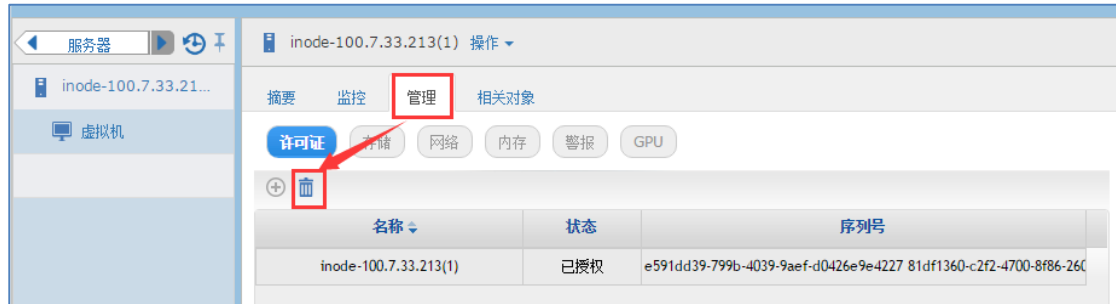 服务器
inode-100.7.33.21...
虚拟机
inode-100.7.33.213(1) 操作
摘要 监控 管理 相关对象
许可证 存储 网络 内存 警报 GPU
名称 状态 序列号
inode-100.7.33.213(1) 已授权 e591dd39-799b-4039-9aef-d0426e9e4227 81df1360-c2f2-4700-8f86-260